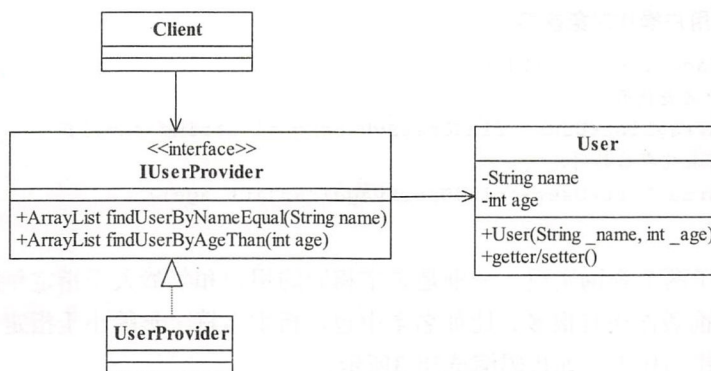 Client
<<interface>>
IUserProvider
+ArrayList findUserByNameEqual(String name)
+ArrayList findUserByAgeThan(int age)
User
-String name
-int age
+User(String _name, int _age)
+getter/setter()
UserProvider